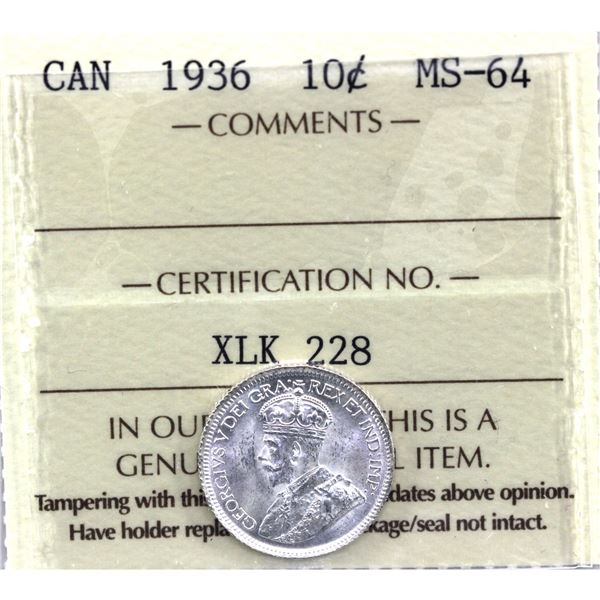 CAN 1936 10¢ MS-64
— COMMENTS —
— CERTIFICATION NO. —
XLK 228
IN OU THIS IS A
GENU L ITEM.
Tampering with thi dates above opinion.
Have holder repla kage/seal not intact.
GEORGIVS V DEI GRA: REX ET IND: IMP: